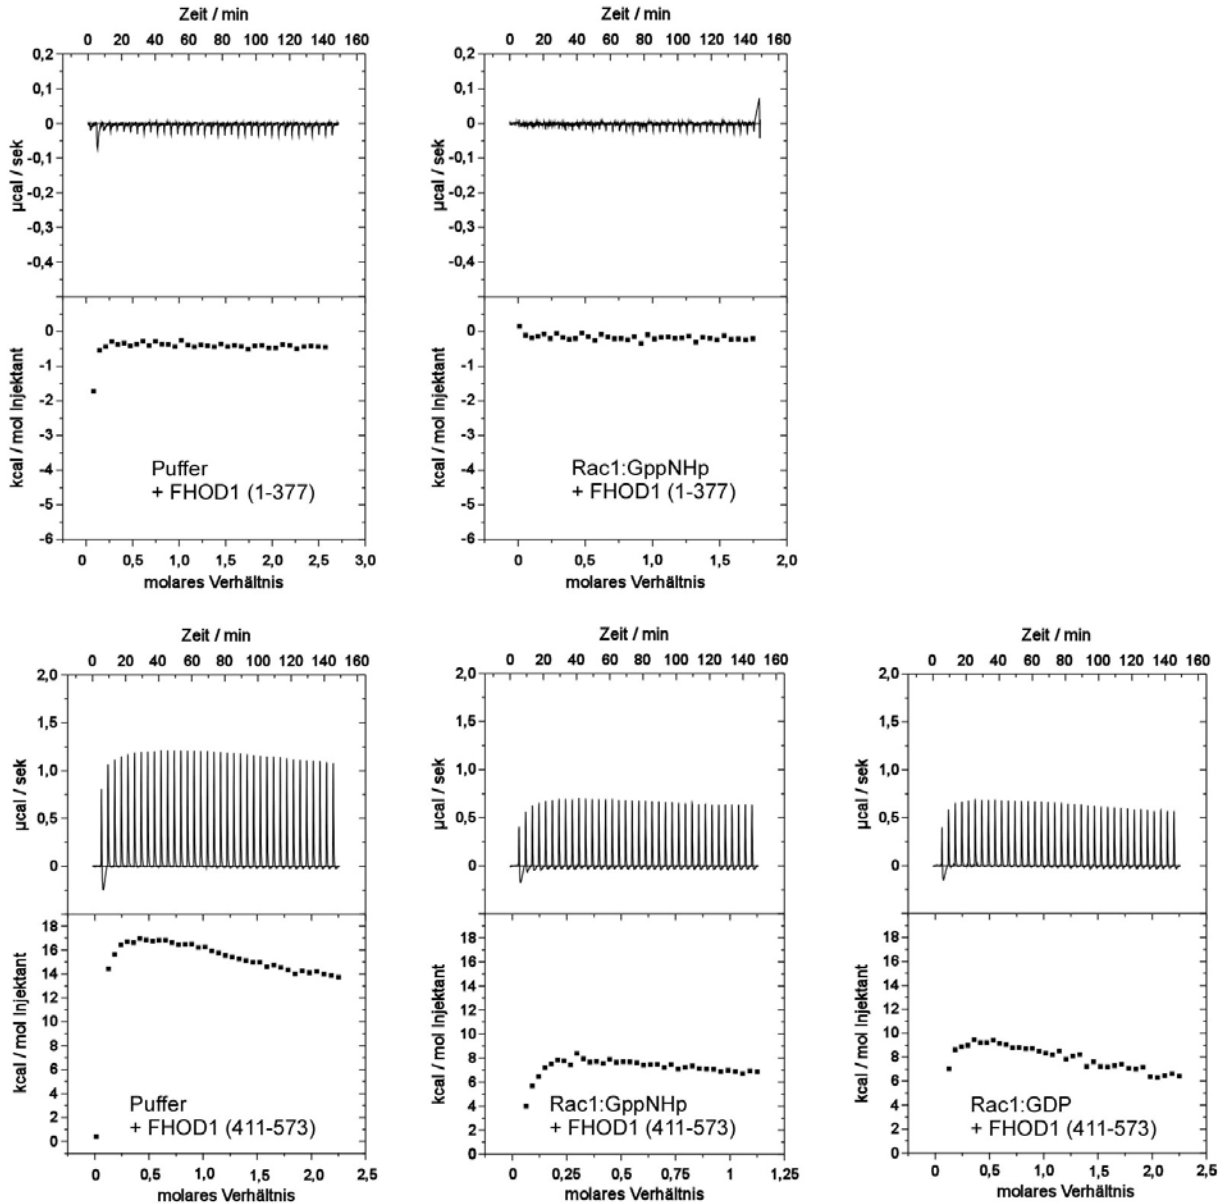 Zeit / min
0 20 40 60 80 100 120 140 160
0,2
0,1
0
-0,1
-0,2
-0,3
-0,4
µcal / sek
0
-1
-2
-3
-4
-5
-6
kcal / mol Injektant
Puffer
+ FHOD1 (1-377)
0 0,5 1,0 1,5 2,0 2,5 3,0
molares Verhältnis
Zeit / min
0 20 40 60 80 100 120 140 160
0,2
0,1
0
-0,1
-0,2
-0,3
-0,4
µcal / sek
0
-1
-2
-3
-4
-5
-6
kcal / mol Injektant
Rac1:GppNHp
+ FHOD1 (1-377)
0 0,5 1,0 1,5 2,0
molares Verhältnis
Zeit / min
0 20 40 60 80 100 120 140 160
2,0
1,5
1,0
0,5
0
µcal / sek
18
16
14
12
10
8
6
4
2
0
kcal / mol Injektant
Puffer
+ FHOD1 (411-573)
0 0,5 1,0 1,5 2,0 2,5
molares Verhältnis
Zeit / min
0 20 40 60 80 100 120 140 160
2,0
1,5
1,0
0,5
0
µcal / sek
18
16
14
12
10
8
6
4
2
0
kcal / mol Injektant
Rac1:GppNHp
+ FHOD1 (411-573)
0 0,25 0,5 0,75 1 1,25
molares Verhältnis
Zeit / min
0 20 40 60 80 100 120 140 160
2,0
1,5
1,0
0,5
0
µcal / sek
18
16
14
12
10
8
6
4
2
0
kcal / mol Injektant
Rac1:GDP
+ FHOD1 (411-573)
0 0,5 1,0 1,5 2,0 2,5
molares Verhältnis